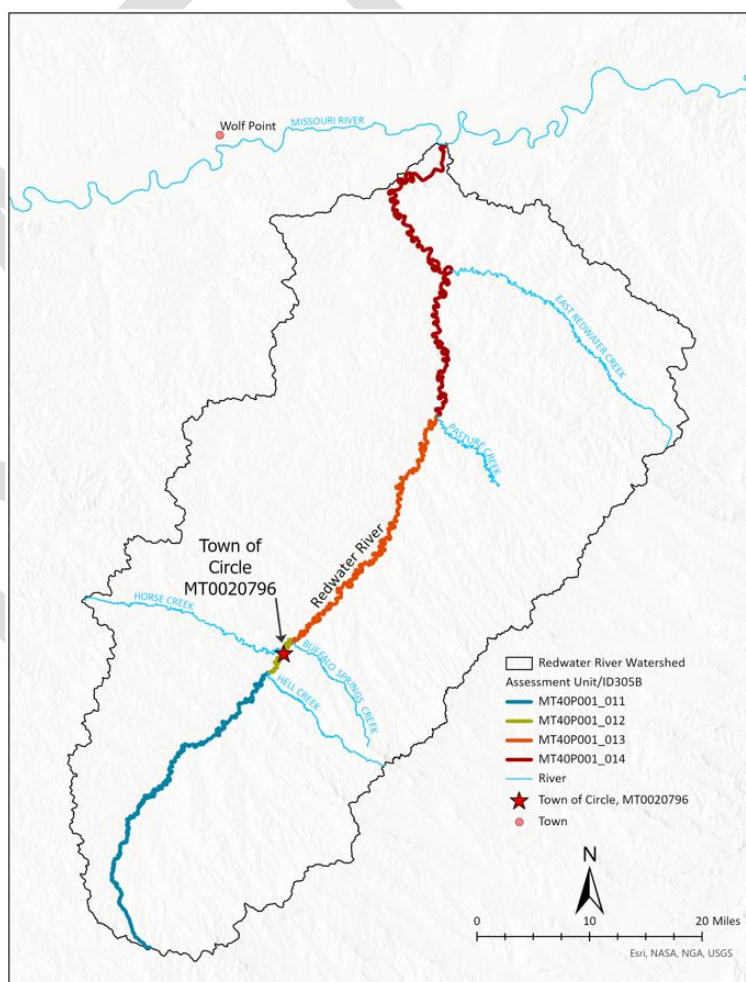 Wolf Point
MISSOURI RIVER
EAST REDWATER CREEK
PASTURE CREEK
Redwater River
Town of
Circle
MT0020796
HORSE CREEK
BUFFALO SPRINGS CREEK
HELL CREEK
Redwater River Watershed
Assessment Unit/ID305B
MT40P001_011
MT40P001_012
MT40P001_013
MT40P001_014
River
Town of Circle, MT0020796
Town
N
0 10 20 Miles
Esri, NASA, NGA, USGS